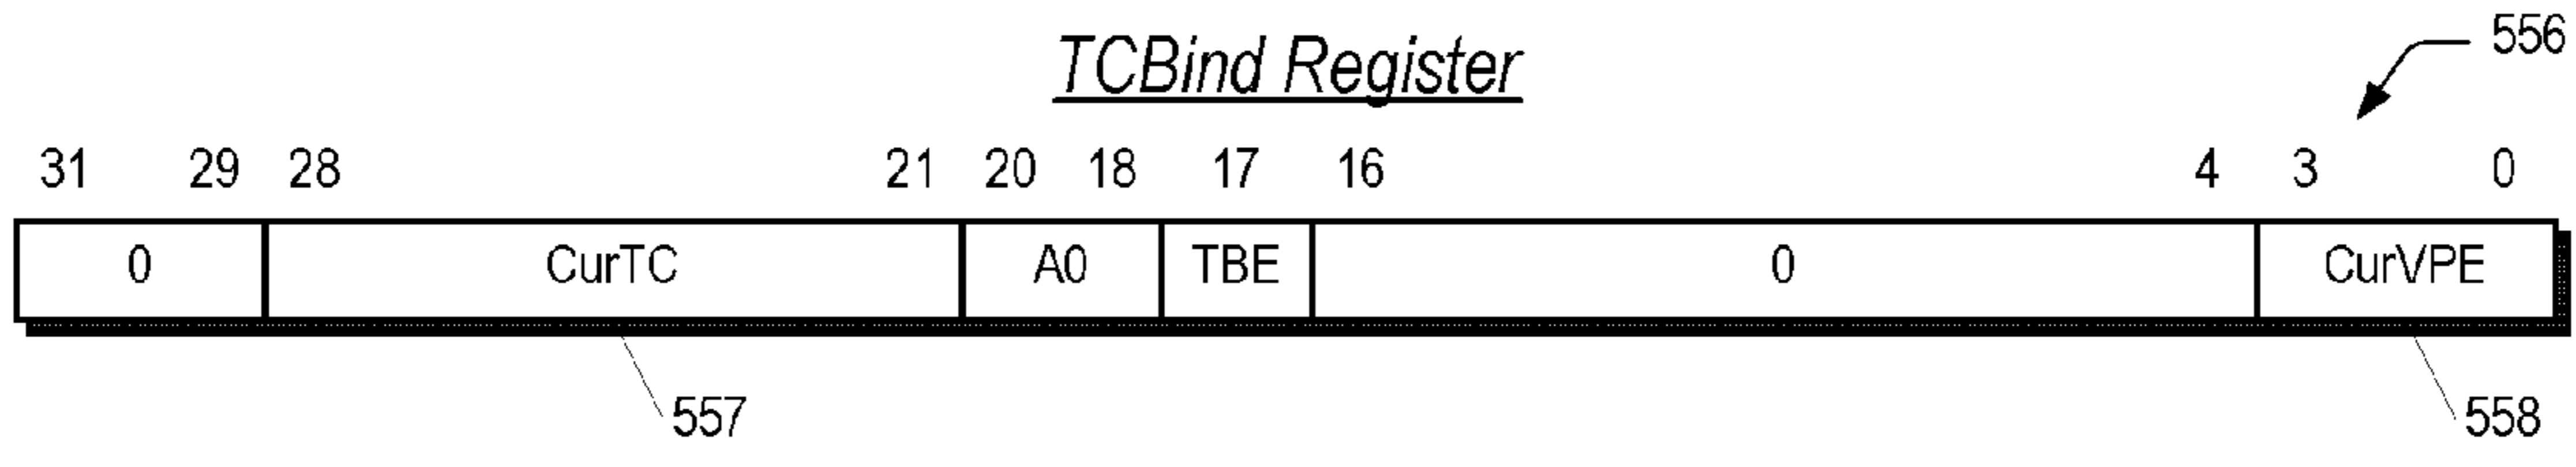 TCBind Register
556
31 29 28 21 20 18 17 16 4 3 0
0 CurTC A0 TBE 0 CurVPE
557 558